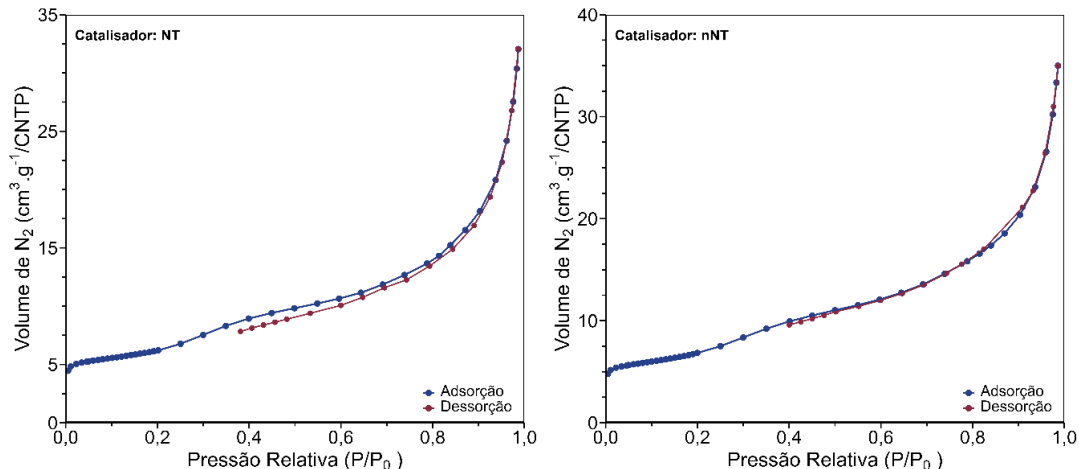 Catalisador: NT
Volume de N₂ (cm³.g⁻¹/CNTP)
35
25
15
5
0
0,0
0,2
0,4
0,6
0,8
1,0
Pressão Relativa (P/P₀ )
Adsorção
Dessorção
Catalisador: nNT
Volume de N₂ (cm³.g⁻¹/CNTP)
40
30
20
10
0
0,0
0,2
0,4
0,6
0,8
1,0
Pressão Relativa (P/P₀ )
Adsorção
Dessorção